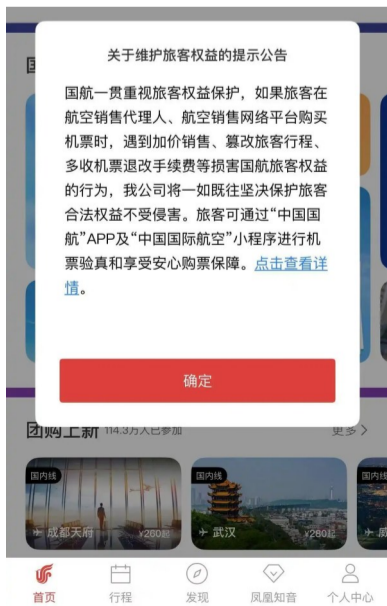 关于维护旅客权益的提示公告
国航一贯重视旅客权益保护，如果旅客在
航空销售代理人、航空销售网络平台购买
机票时，遇到加价销售、篡改旅客行程、
多收机票退改手续费等损害国航旅客权益
的行为，我公司将一如既往坚决保护旅客
合法权益不受侵害。旅客可通过“中国国
航”APP及“中国国际航空”小程序进行机
票验真和享受安心购票保障。点击查看详
情。
确定
团购上新 114.3万人已参加 更多>
国内线 国内线 国内
成都天府 ¥260起 武汉 ¥280起
首页 行程 发现 凤凰知音 个人中心